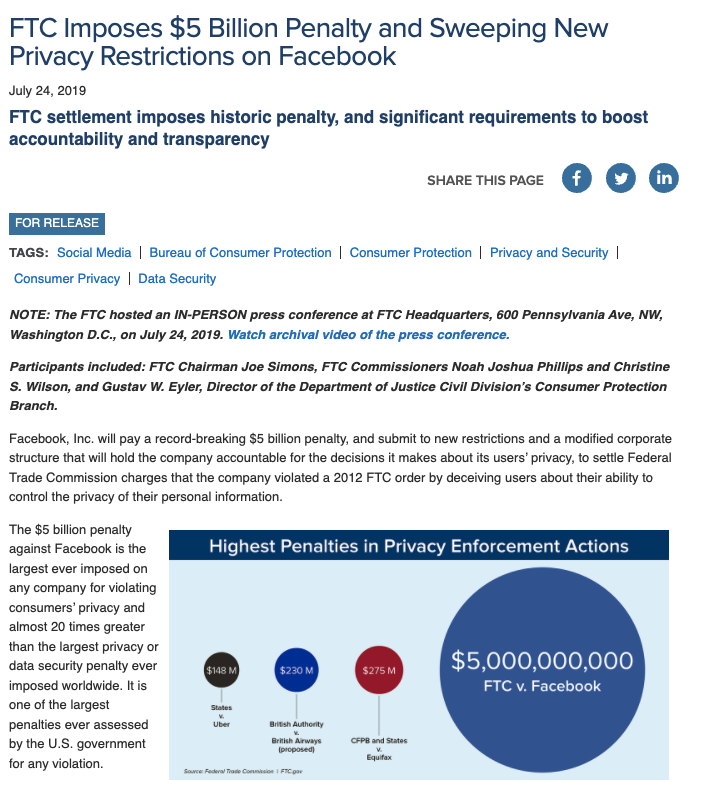 FTC Imposes $5 Billion Penalty and Sweeping New
Privacy Restrictions on Facebook
July 24, 2019
FTC settlement imposes historic penalty, and significant requirements to boost
accountability and transparency
SHARE THIS PAGE
FOR RELEASE
TAGS: Social Media | Bureau of Consumer Protection | Consumer Protection | Privacy and Security |
Consumer Privacy | Data Security
NOTE: The FTC hosted an IN-PERSON press conference at FTC Headquarters, 600 Pennsylvania Ave, NW,
Washington D.C., on July 24, 2019. Watch archival video of the press conference.
Participants included: FTC Chairman Joe Simons, FTC Commissioners Noah Joshua Phillips and Christine
S. Wilson, and Gustav W. Eyler, Director of the Department of Justice Civil Division's Consumer Protection
Branch.
Facebook, Inc. will pay a record-breaking $5 billion penalty, and submit to new restrictions and a modified corporate
structure that will hold the company accountable for the decisions it makes about its users' privacy, to settle Federal
Trade Commission charges that the company violated a 2012 FTC order by deceiving users about their ability to
control the privacy of their personal information.
The $5 billion penalty
against Facebook is the
largest ever imposed on
any company for violating
consumers' privacy and
almost 20 times greater
than the largest privacy or
data security penalty ever
imposed worldwide. It is
one of the largest
penalties ever assessed
by the U.S. government
for any violation.
Highest Penalties in Privacy Enforcement Actions
$148 M
States
v.
Uber
$230 M
British Authority
v.
British Airways
(proposed)
$275 M
CFPB and States
v.
Equifax
$5,000,000,000
FTC v. Facebook
Source: Federal Trade Commission | FTC.gov